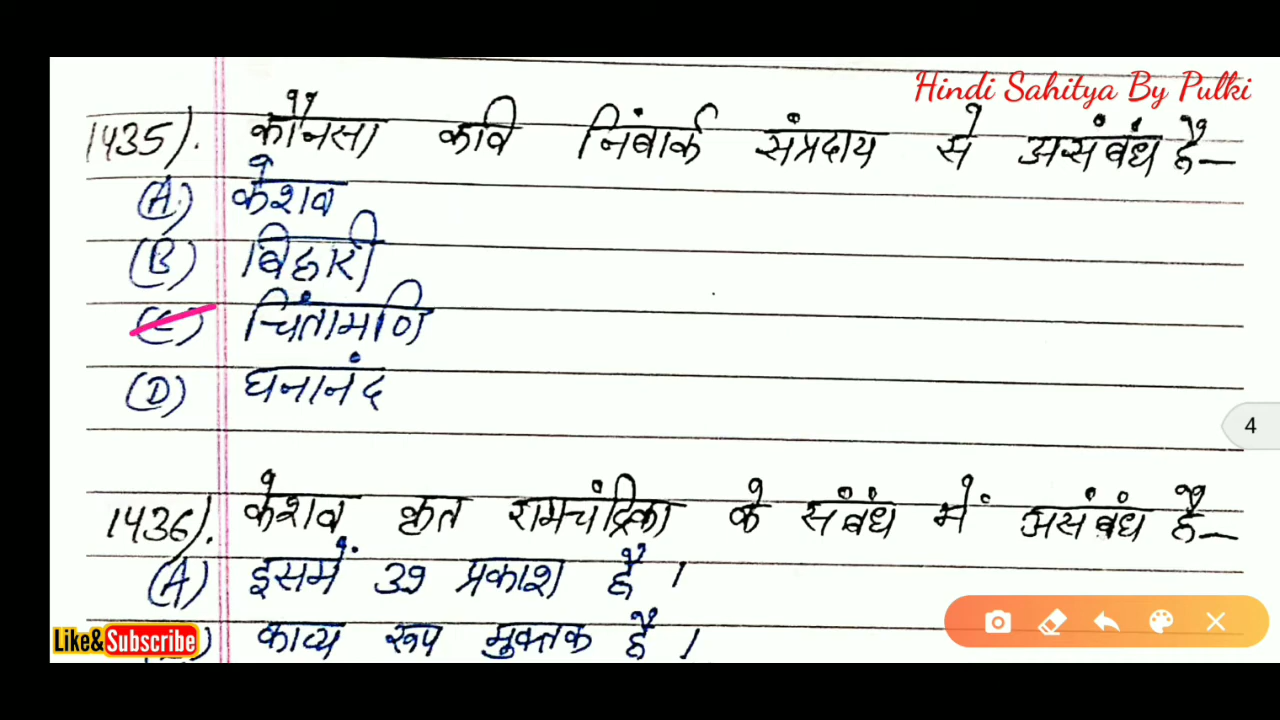 Hindi Sahitya By Pulki
1435). कौनसा कवि निंबार्क संप्रदाय से असंबंध है–
(A) केशव
(B) बिहारी
(C) चिंतामणि
(D) घनानंद
4
1436). केशव कृत रामचंद्रिका के संबंध में असंबंध है–
(A) इसमें 39 प्रकाश है ।
काव्य रूप मुक्तक है ।
Like& Subscribe